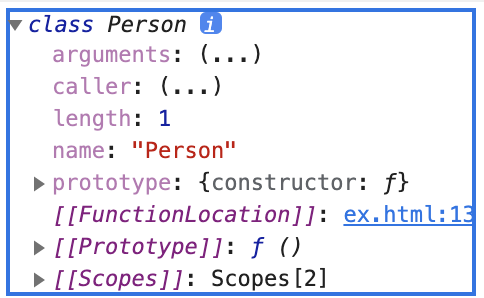 ▼class Person i
arguments: (...)
caller: (...)
length: 1
name: "Person"
▶prototype: {constructor: ƒ}
[[FunctionLocation]]: ex.html:13
▶[[Prototype]]: ƒ ()
▶[[Scopes]]: Scopes[2]